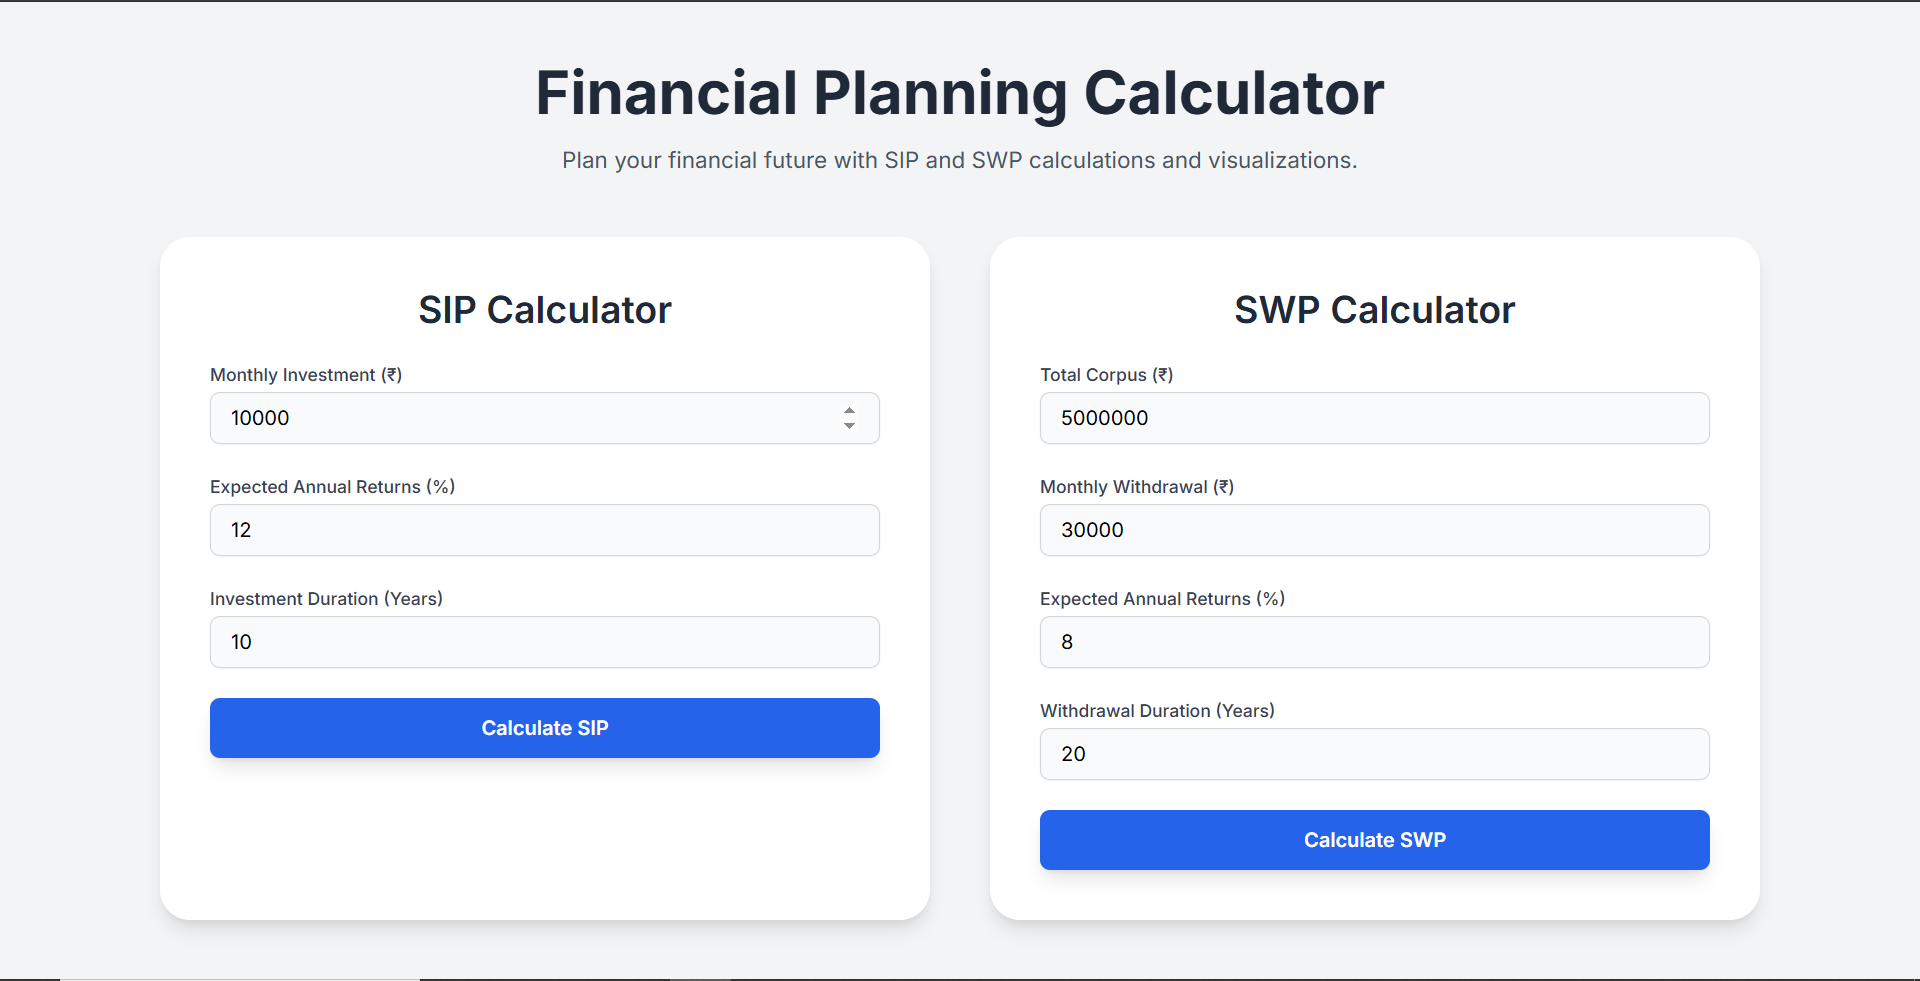 Financial Planning Calculator
Plan your financial future with SIP and SWP calculations and visualizations.
SIP Calculator
Monthly Investment (₹)
10000
Expected Annual Returns (%)
12
Investment Duration (Years)
10
Calculate SIP
SWP Calculator
Total Corpus (₹)
5000000
Monthly Withdrawal (₹)
30000
Expected Annual Returns (%)
8
Withdrawal Duration (Years)
20
Calculate SWP